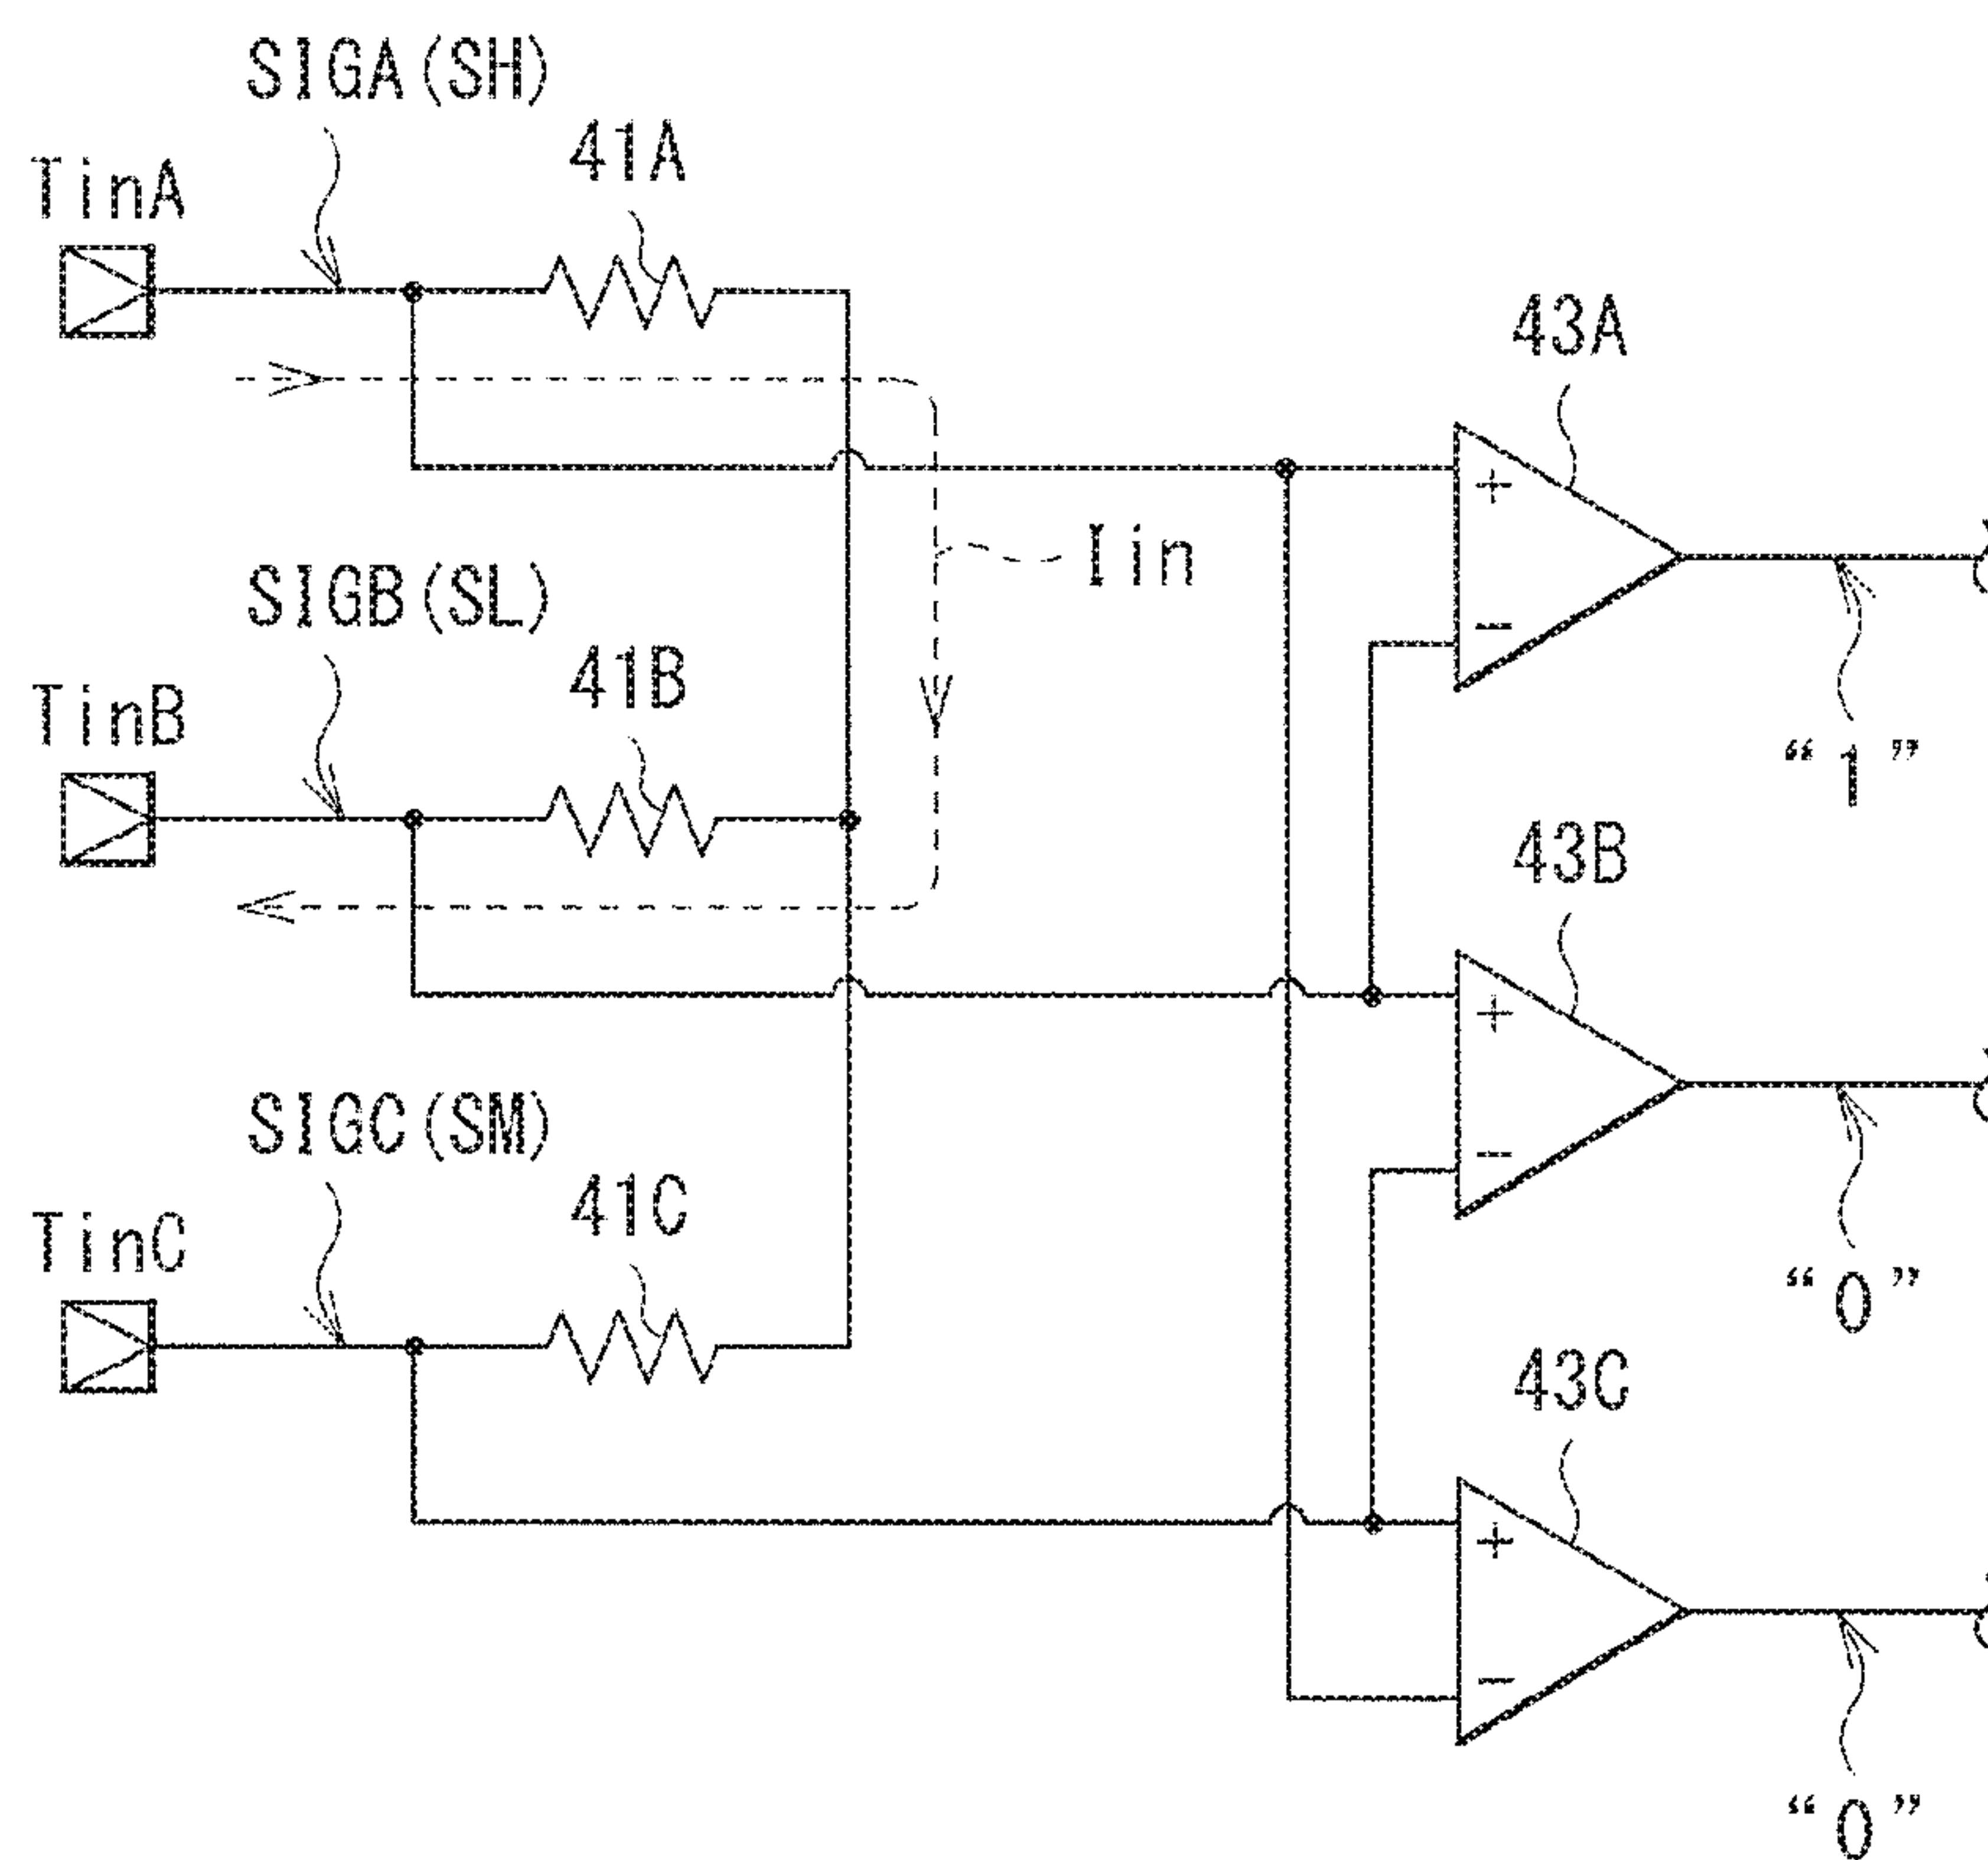 SIGA(SH)
41A
TinA
43A
+
−
Iin
“1”
SIGB(SL)
41B
TinB
43B
+
−
“0”
SIGC(SM)
41C
TinC
43C
+
−
“0”